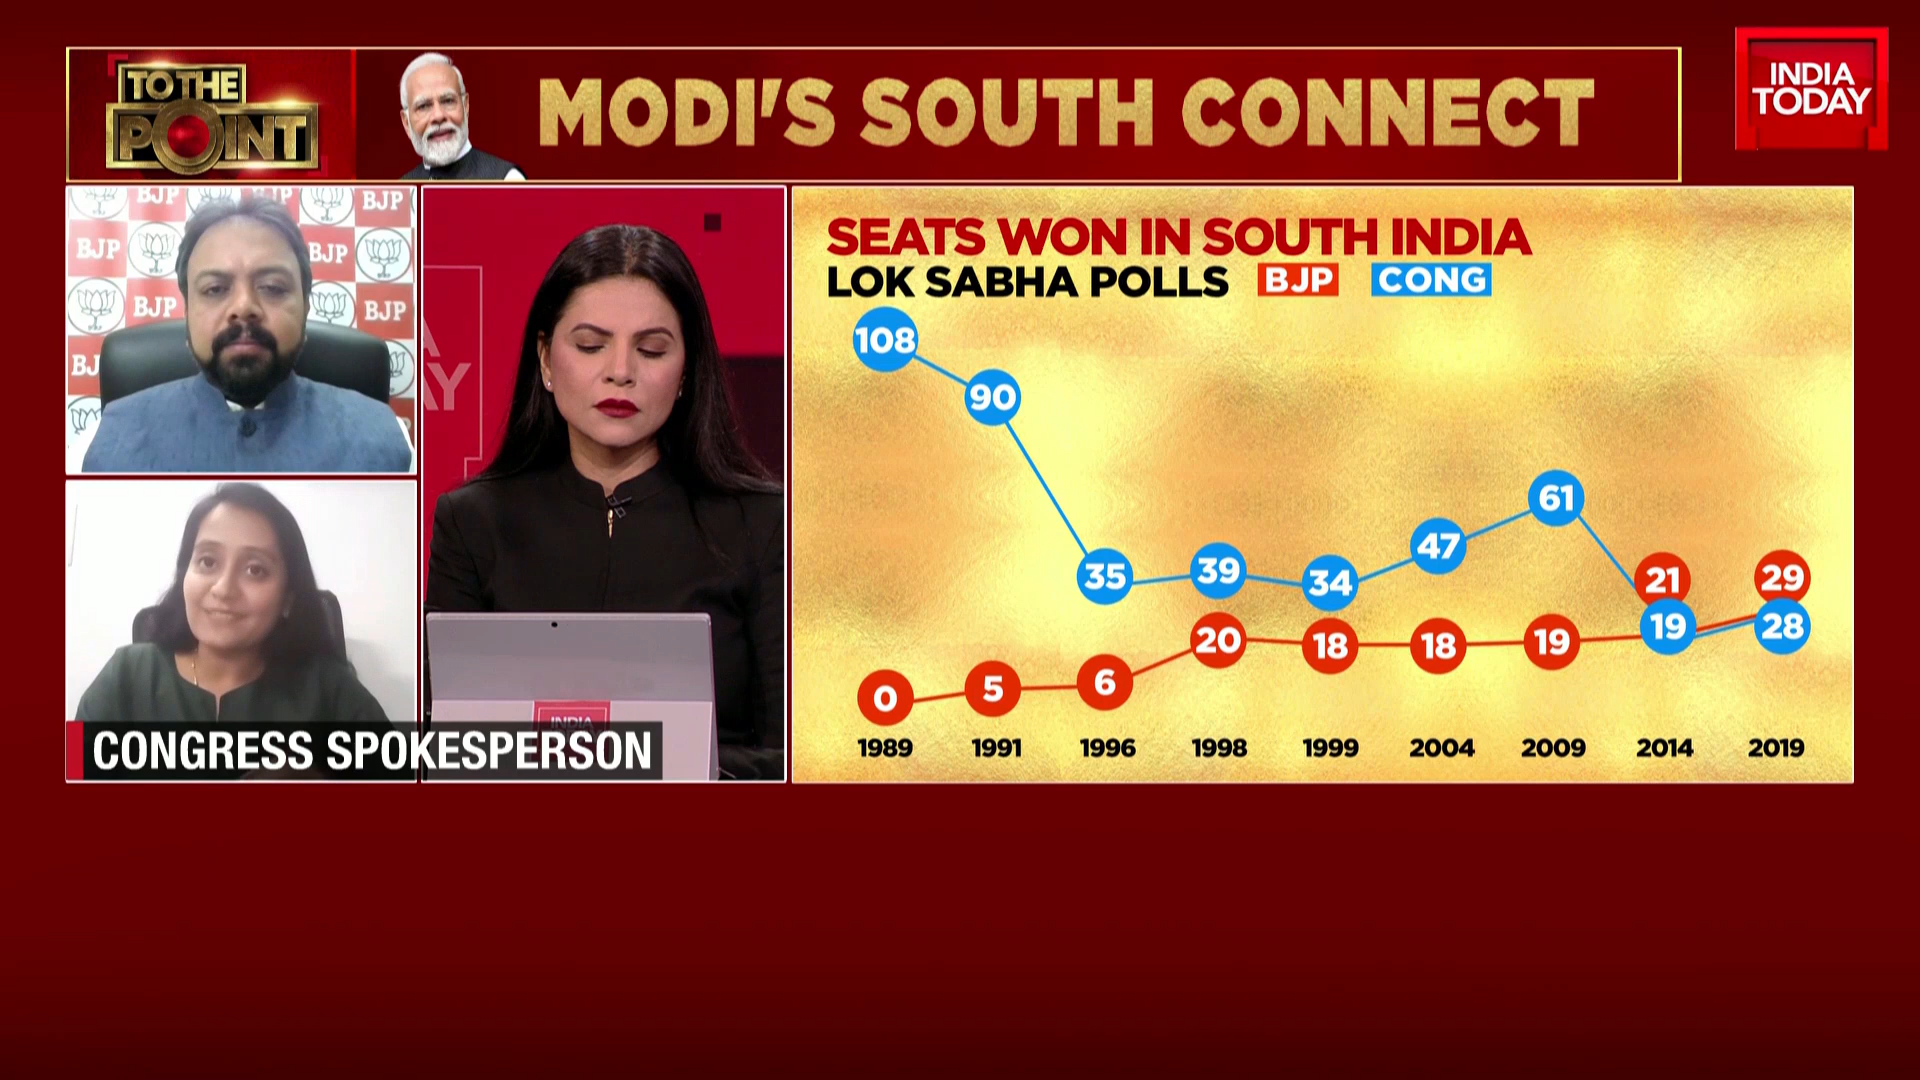 TO THE
POINT
MODI'S SOUTH CONNECT
INDIA
TODAY
BJP
BJP
BJP
BJP
BJP
BJP
CONGRESS SPOKESPERSON
INDIA
SEATS WON IN SOUTH INDIA
LOK SABHA POLLS BJP CONG
108
90
35
39
34
47
61
21
29
19
28
0
5
6
20
18
18
19
1989 1991 1996 1998 1999 2004 2009 2014 2019